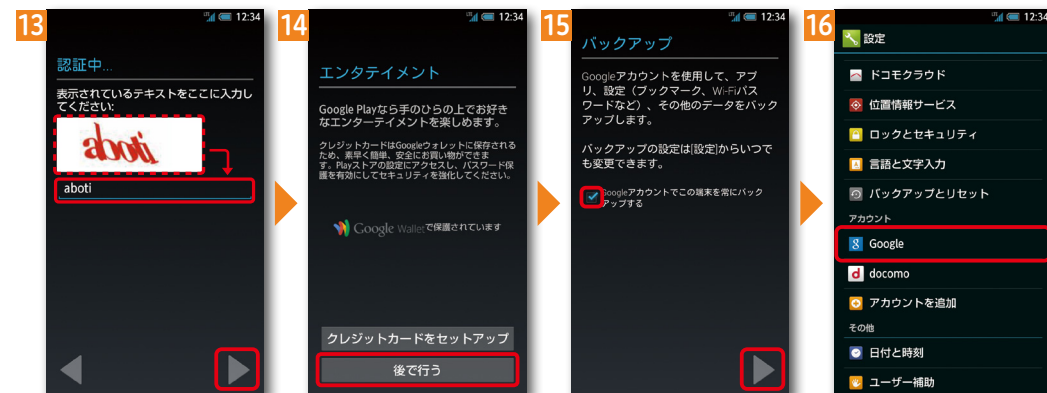 13
12:34
認証中...
表示されているテキストをここに入力し
てください:
aboti
aboti
14
12:34
エンタテイメント
Google Playなら手のひらの上でお好き
なエンターテイメントを楽しめます。
クレジットカードはGoogleウォレットに保存される
ため、素早く簡単、安全にお買い物ができま
す。Playストアの設定にアクセスし、パスワード保
護を有効にしてセキュリティを強化してください。
Google Walletで保護されています
クレジットカードをセットアップ
後で行う
15
12:34
バックアップ
Googleアカウントを使用して、アプ
リ、設定（ブックマーク、Wi-Fiパス
ワードなど）、その他のデータをバック
アップします。
バックアップの設定は[設定]からいつで
も変更できます。
Googleアカウントでこの端末を常にバック
アップする
16
12:34
設定
ドコモクラウド
位置情報サービス
ロックとセキュリティ
言語と文字入力
バックアップとリセット
アカウント
8 Google
d docomo
アカウントを追加
その他
日付と時刻
ユーザー補助